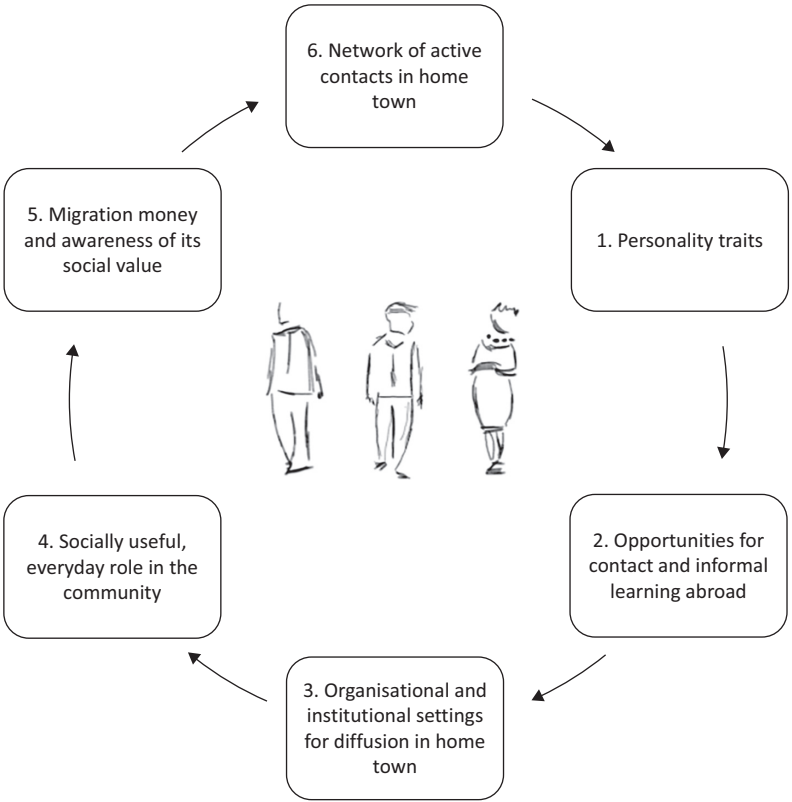 6. Network of active
contacts in home
town
1. Personality traits
2. Opportunities for
contact and informal
learning abroad
3. Organisational and
institutional settings
for diffusion in home
town
4. Socially useful,
everyday role in the
community
5. Migration money
and awareness of its
social value